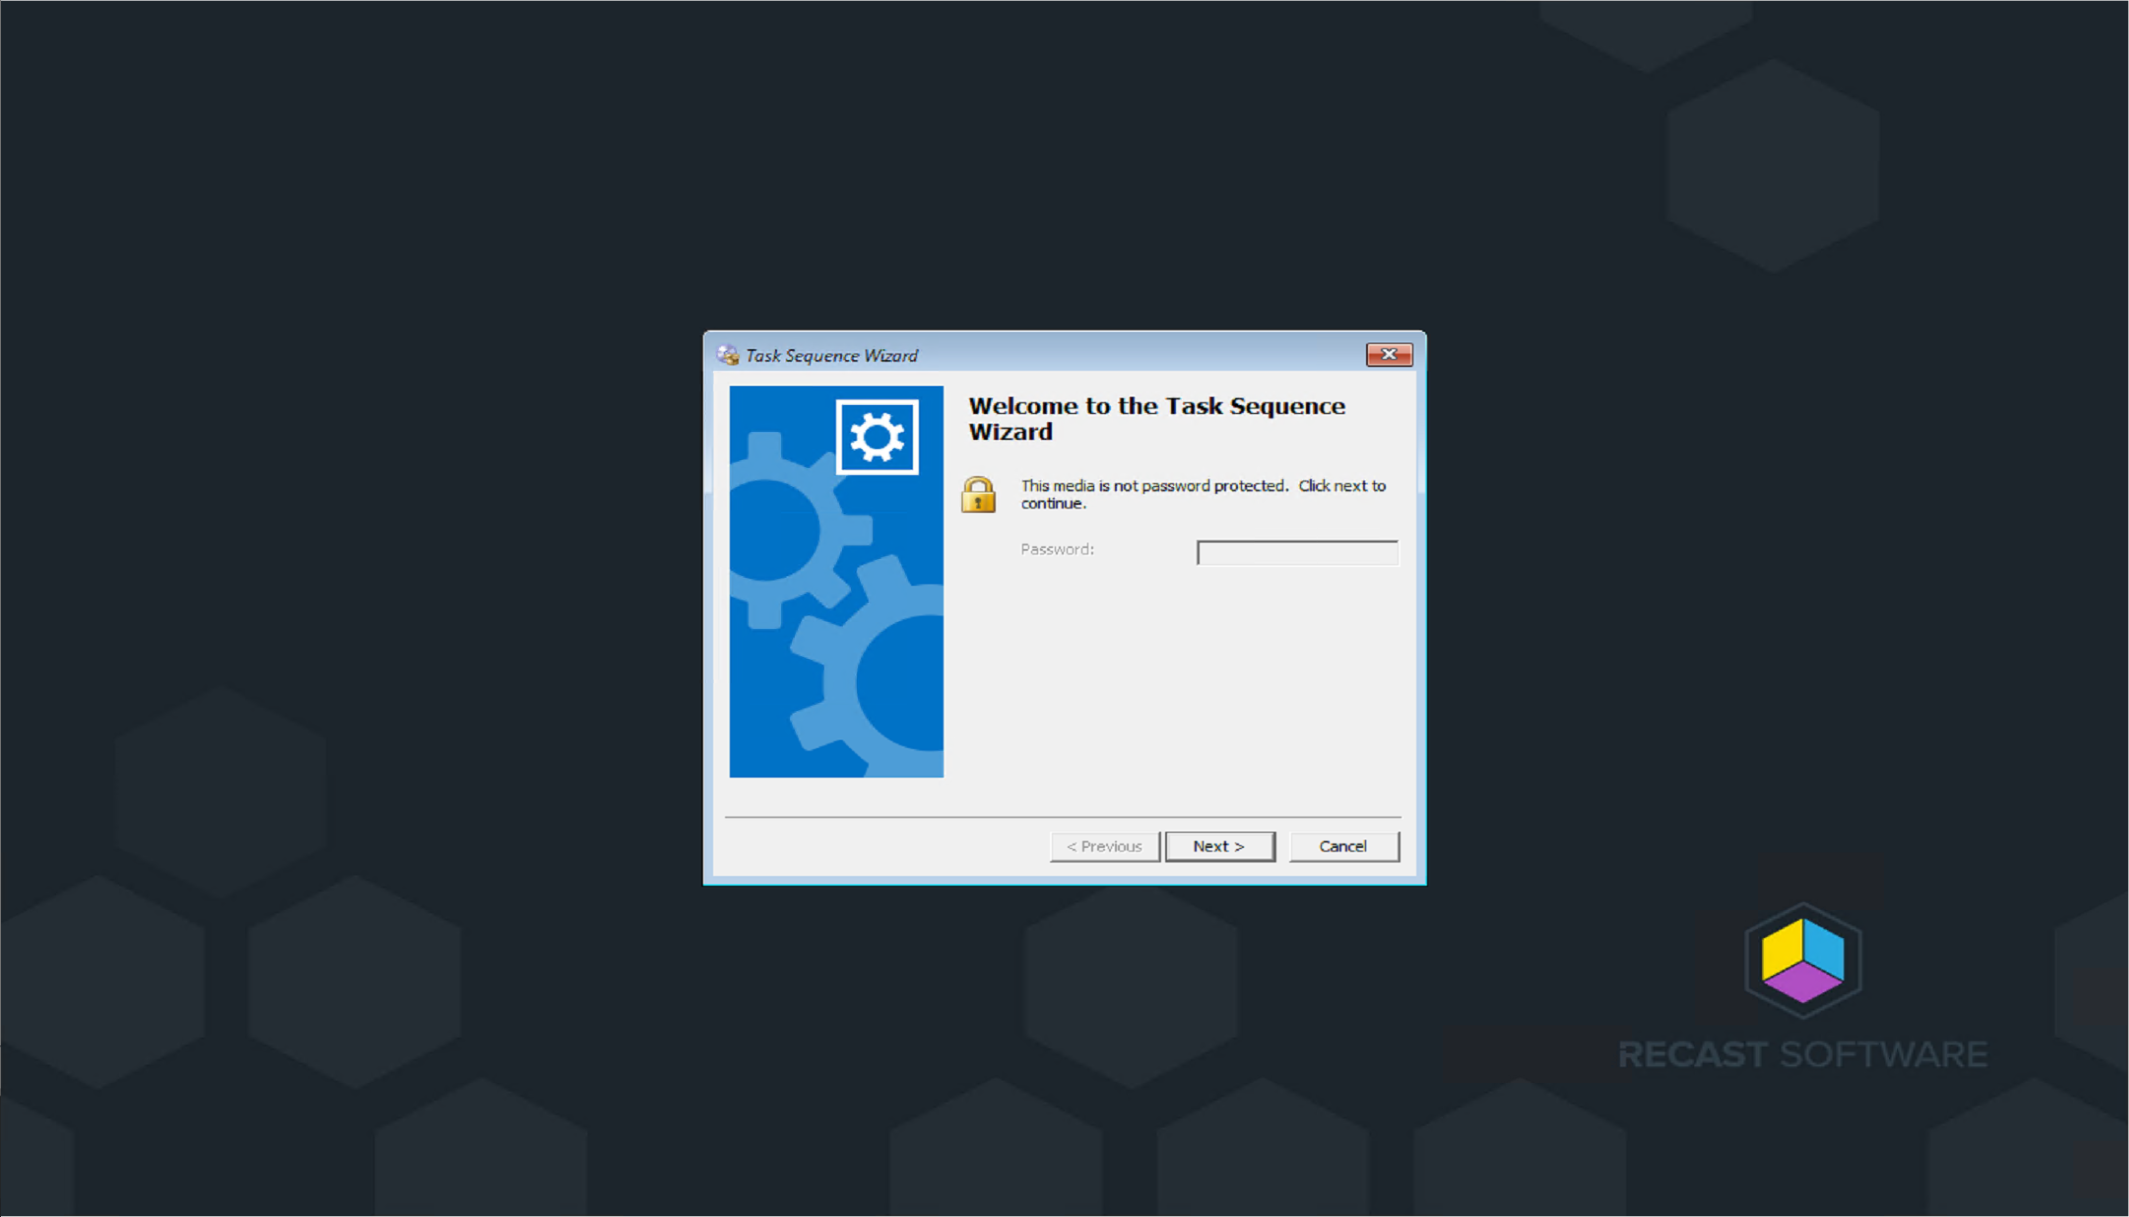 Task Sequence Wizard
Welcome to the Task Sequence
Wizard
This media is not password protected.  Click next to
continue.
Password:
< Previous
Next >
Cancel
RECAST SOFTWARE